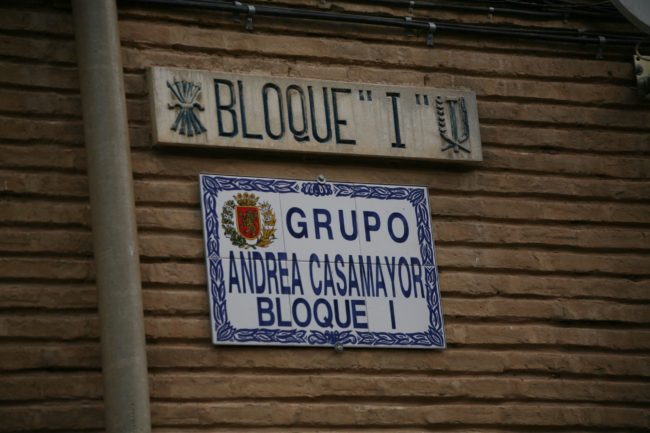 BLOQUE "I"
GRUPO
ANDREA CASAMAYOR
BLOQUE I